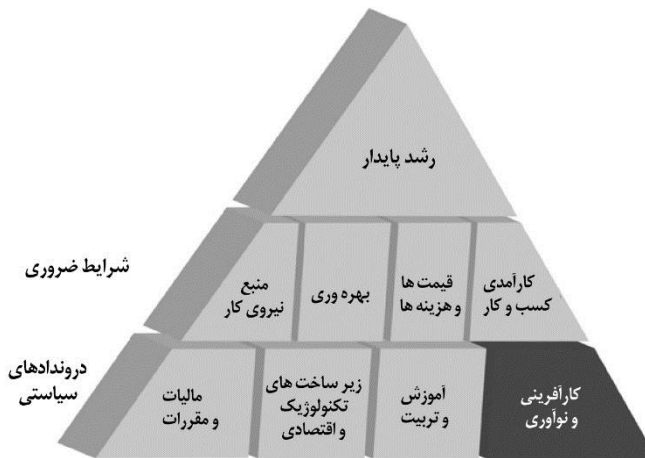 رشد پایدار
شرایط ضروری
کارآمدی
کسب و کار
قیمت ها
و هزینه ها
بهره وری
منبع
نیروی کار
دروندادهای
سیاستی
کارآفرینی
و نوآوری
آموزش
و تربیت
زیر ساخت های
تکنولوژیک
و اقتصادی
مالیات
و مقررات